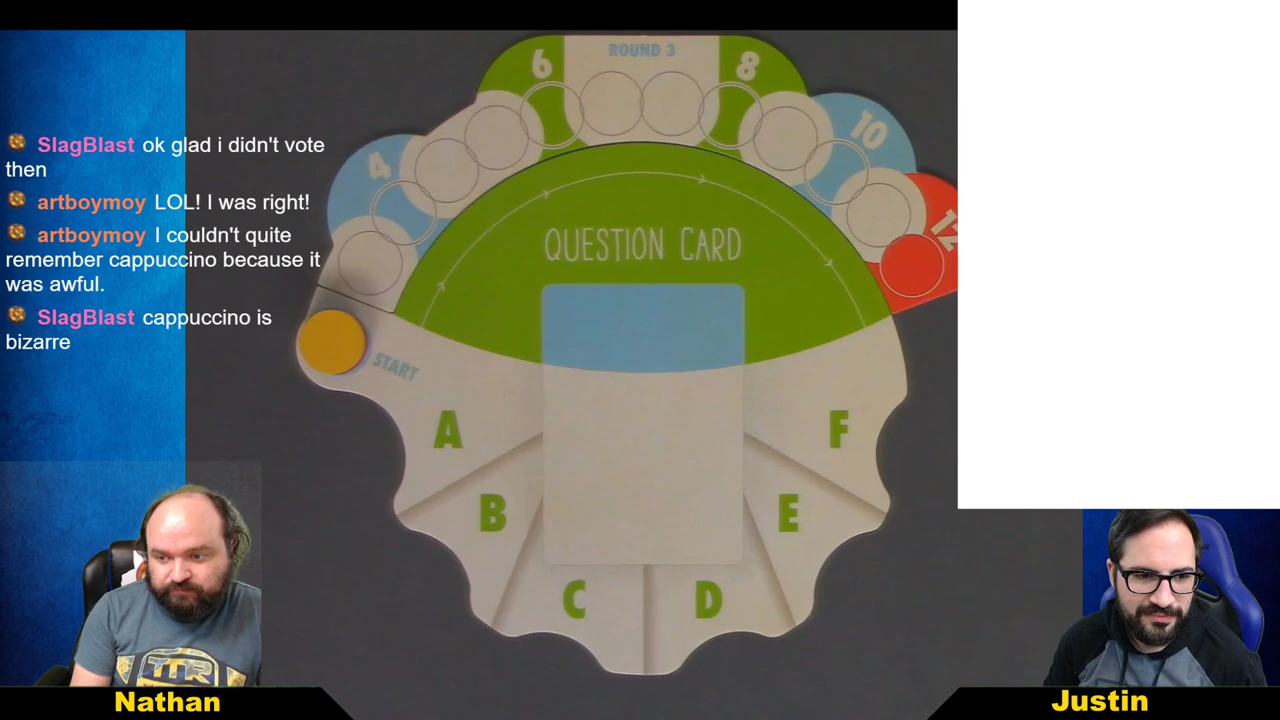 SlagBlast ok glad i didn't vote
then
artboymoy LOL! I was right!
artboymoy I couldn't quite
remember cappuccino because it
was awful.
SlagBlast cappuccino is
bizarre
ROUND 3
4
6
8
10
12
QUESTION CARD
START
A
B
C
D
E
F
Nathan
Justin